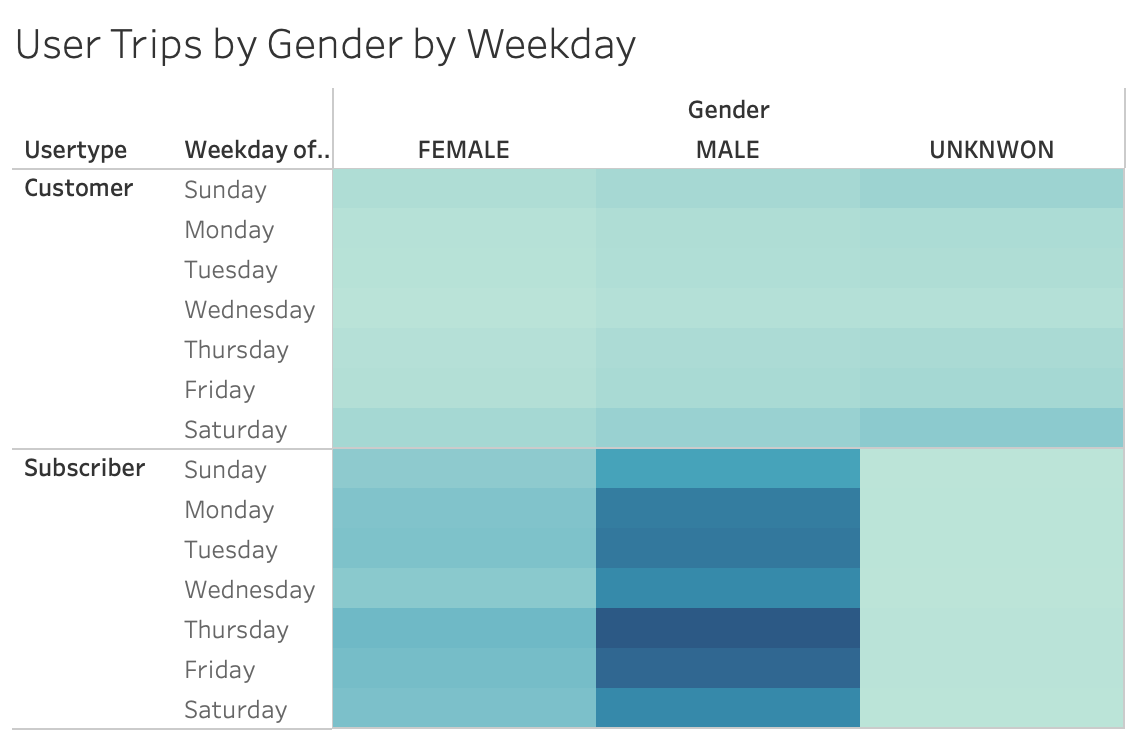 User Trips by Gender by Weekday
Gender
Usertype Weekday of.. FEMALE MALE UNKNWON
Customer Sunday
Monday
Tuesday
Wednesday
Thursday
Friday
Saturday
Subscriber Sunday
Monday
Tuesday
Wednesday
Thursday
Friday
Saturday